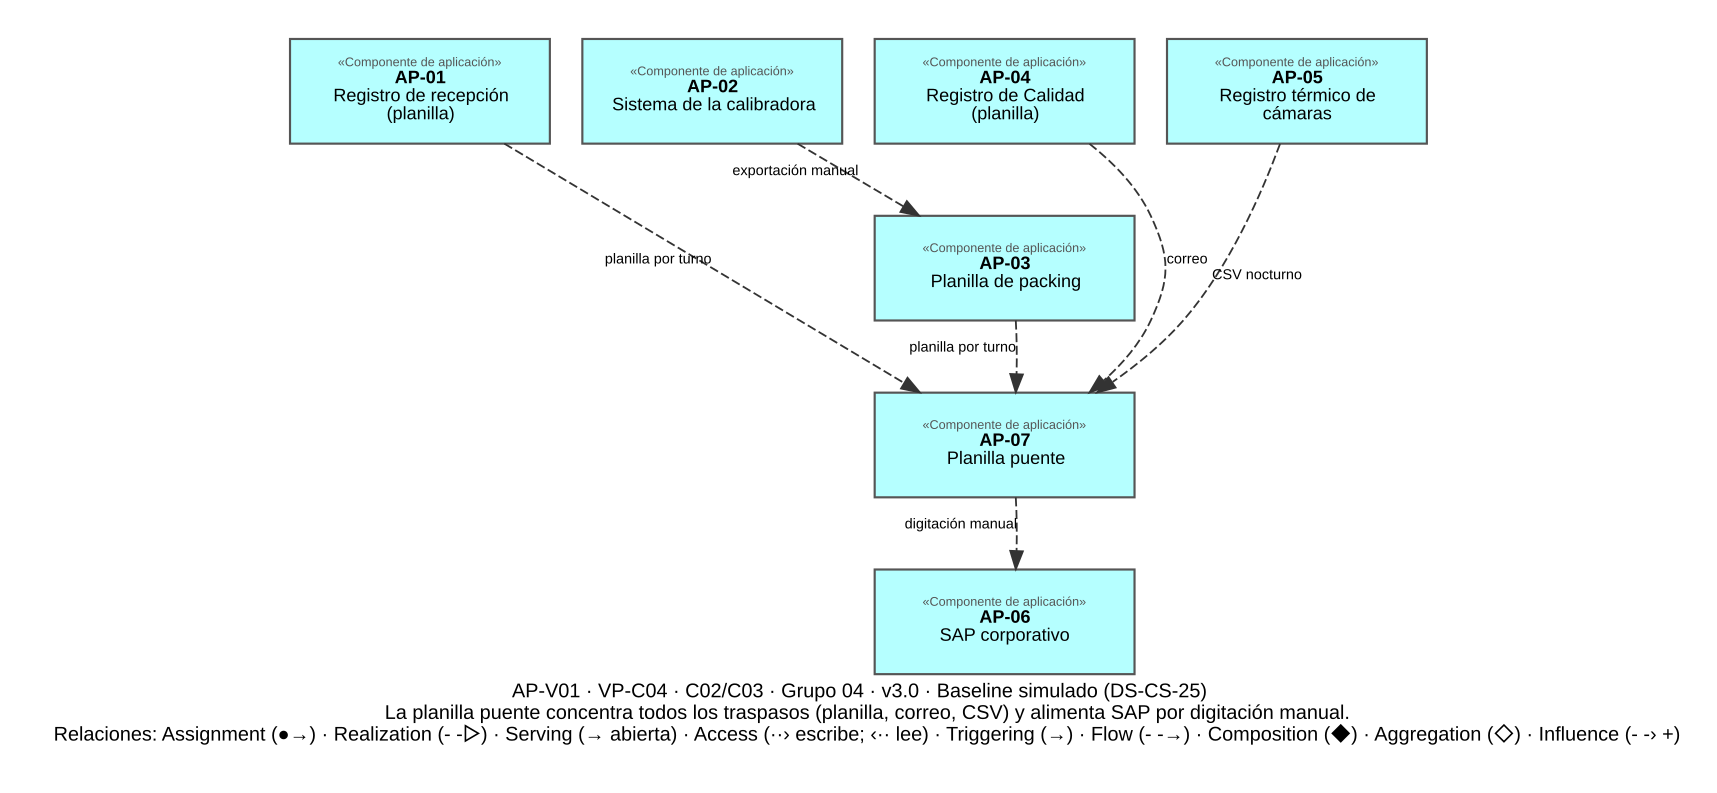 «Componente de aplicación»
AP-01
Registro de recepción
(planilla)
«Componente de aplicación»
AP-02
Sistema de la calibradora
«Componente de aplicación»
AP-04
Registro de Calidad
(planilla)
«Componente de aplicación»
AP-05
Registro térmico de
cámaras
exportación manual
«Componente de aplicación»
AP-03
Planilla de packing
planilla por turno
correo
CSV nocturno
planilla por turno
«Componente de aplicación»
AP-07
Planilla puente
digitación manual
«Componente de aplicación»
AP-06
SAP corporativo
AP-V01 · VP-C04 · C02/C03 · Grupo 04 · v3.0 · Baseline simulado (DS-CS-25)
La planilla puente concentra todos los traspasos (planilla, correo, CSV) y alimenta SAP por digitación manual.
Relaciones: Assignment (●→) · Realization (- -▷) · Serving (→ abierta) · Access (··› escribe; ‹·· lee) · Triggering (→) · Flow (- -→) · Composition (◆) · Aggregation (◇) · Influence (- -› +)